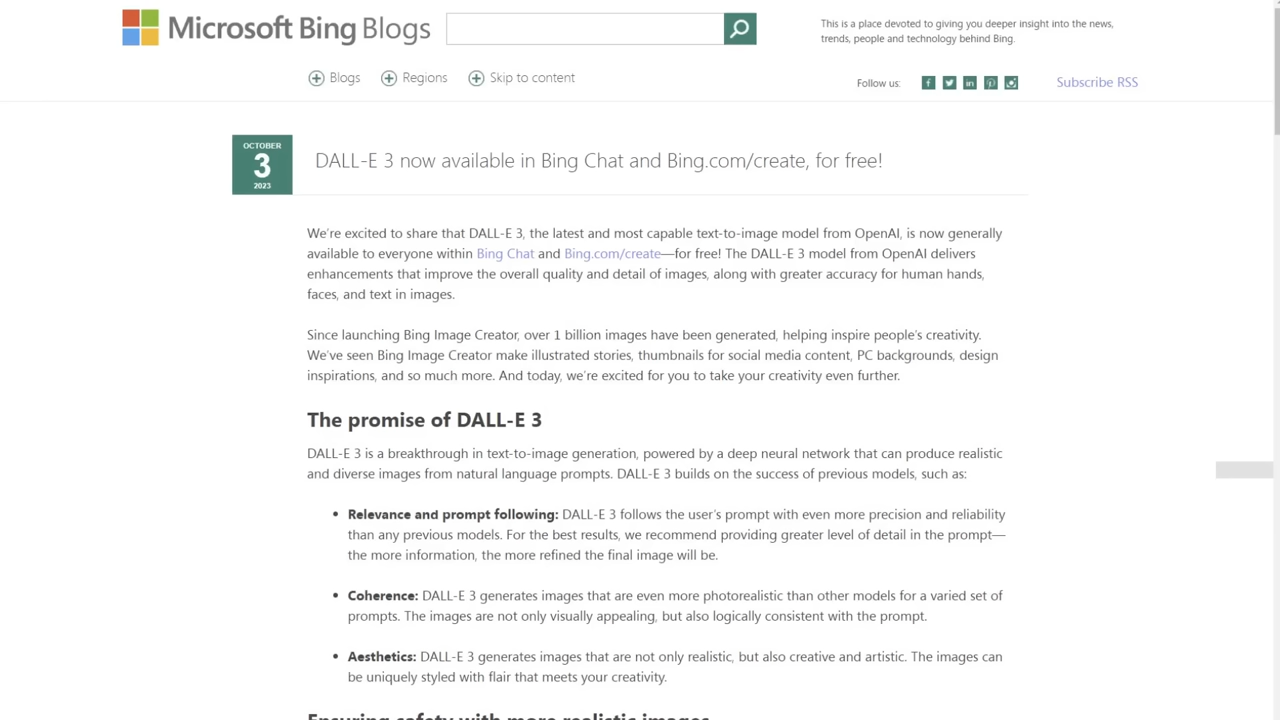 Microsoft Bing Blogs
This is a place devoted to giving you deeper insight into the news,
trends, people and technology behind Bing.
Blogs
Regions
Skip to content
Follow us:
Subscribe RSS
OCTOBER
3
2023
DALL-E 3 now available in Bing Chat and Bing.com/create, for free!
We’re excited to share that DALL-E 3, the latest and most capable text-to-image model from OpenAI, is now generally
available to everyone within Bing Chat and Bing.com/create—for free! The DALL-E 3 model from OpenAI delivers
enhancements that improve the overall quality and detail of images, along with greater accuracy for human hands,
faces, and text in images.
Since launching Bing Image Creator, over 1 billion images have been generated, helping inspire people’s creativity.
We’ve seen Bing Image Creator make illustrated stories, thumbnails for social media content, PC backgrounds, design
inspirations, and so much more. And today, we’re excited for you to take your creativity even further.
The promise of DALL-E 3
DALL-E 3 is a breakthrough in text-to-image generation, powered by a deep neural network that can produce realistic
and diverse images from natural language prompts. DALL-E 3 builds on the success of previous models, such as:
• Relevance and prompt following: DALL-E 3 follows the user’s prompt with even more precision and reliability
than any previous models. For the best results, we recommend providing greater level of detail in the prompt—
the more information, the more refined the final image will be.
• Coherence: DALL-E 3 generates images that are even more photorealistic than other models for a varied set of
prompts. The images are not only visually appealing, but also logically consistent with the prompt.
• Aesthetics: DALL-E 3 generates images that are not only realistic, but also creative and artistic. The images can
be uniquely styled with flair that meets your creativity.
Ensuring safety with more realistic images